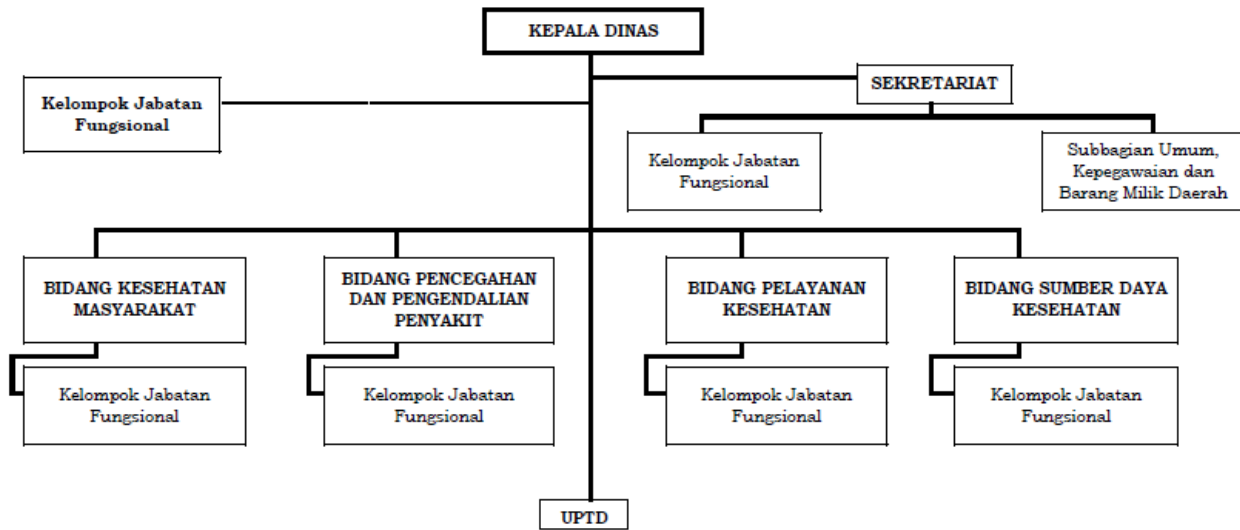 KEPALA DINAS
SEKRETARIAT
Kelompok Jabatan
Fungsional
Kelompok Jabatan
Fungsional
Subbagian Umum,
Kepegawaian dan
Barang Milik Daerah
BIDANG KESEHATAN
MASYARAKAT
BIDANG PENCEGAHAN
DAN PENGENDALIAN
PENYAKIT
BIDANG PELAYANAN
KESEHATAN
BIDANG SUMBER DAYA
KESEHATAN
Kelompok Jabatan
Fungsional
Kelompok Jabatan
Fungsional
Kelompok Jabatan
Fungsional
Kelompok Jabatan
Fungsional
UPTD